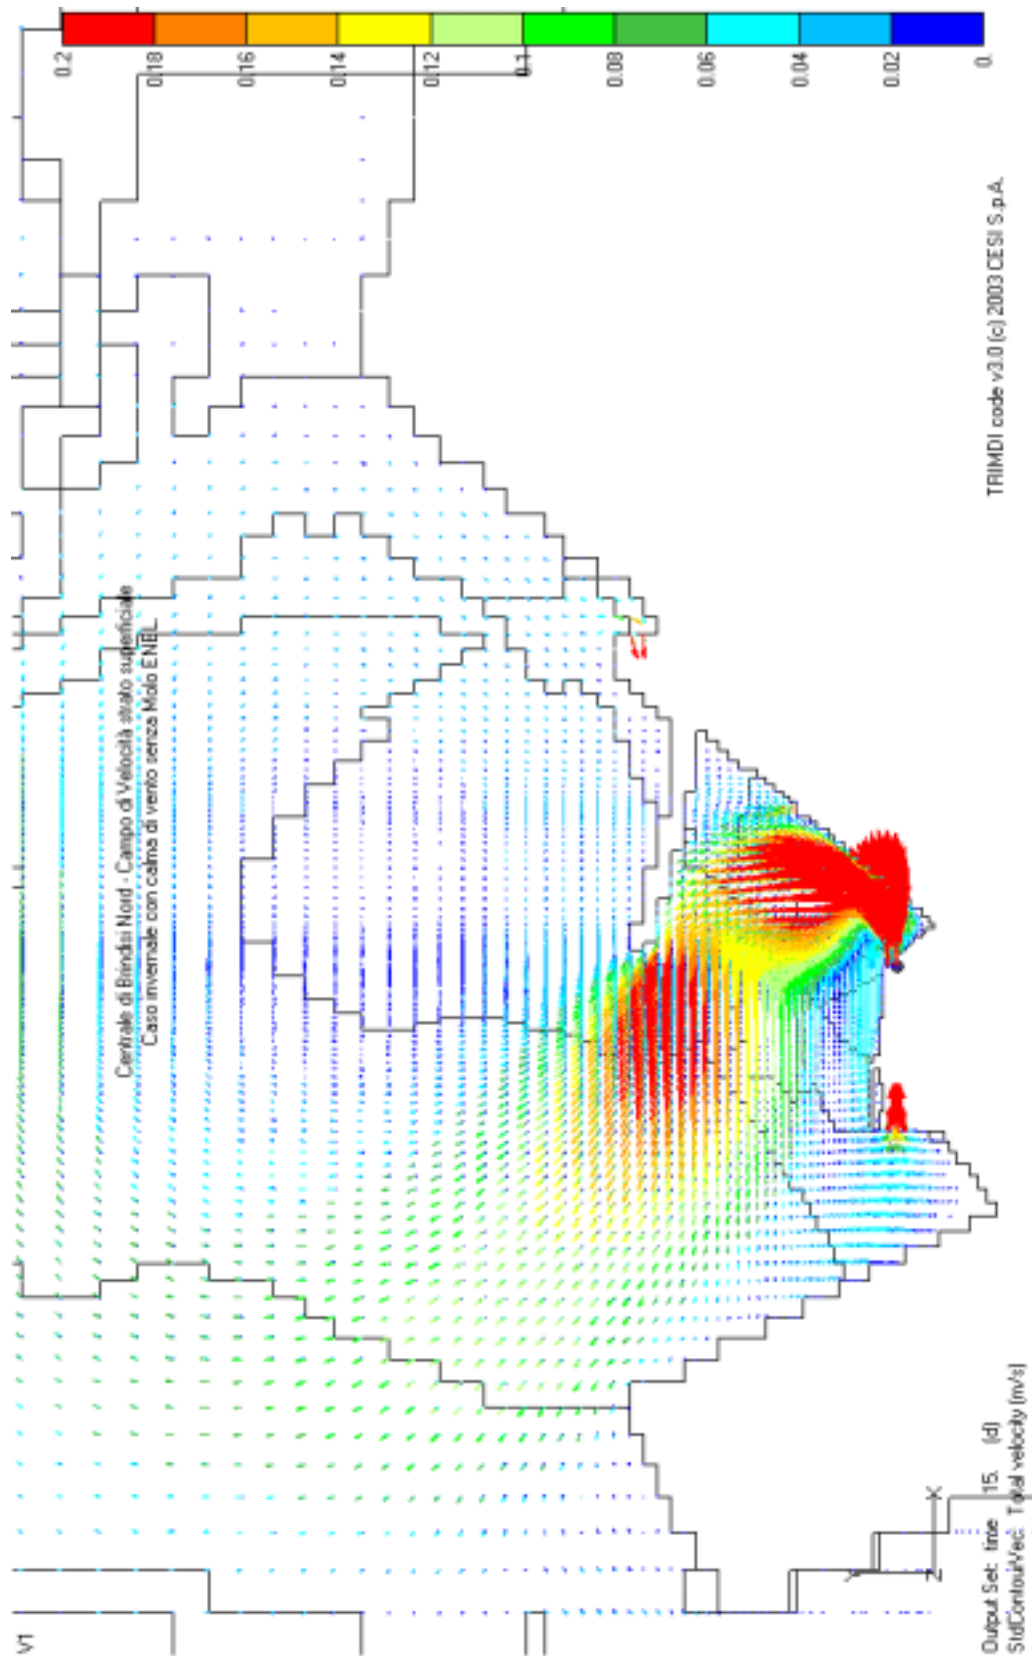 V1
Centrale di Brindisi Nord - Campo di Velocità strato superficiale
Caso invernale con calma di vento senza Molo ENEL
0.2
0.18
0.16
0.14
0.12
0.1
0.08
0.06
0.04
0.02
0.
Y
X
Z
Output Set: time 15. (d)
StdContourVec: Total velocity (m/s)
TRIMDI code v3.0 (c) 2003 CESI S.p.A.